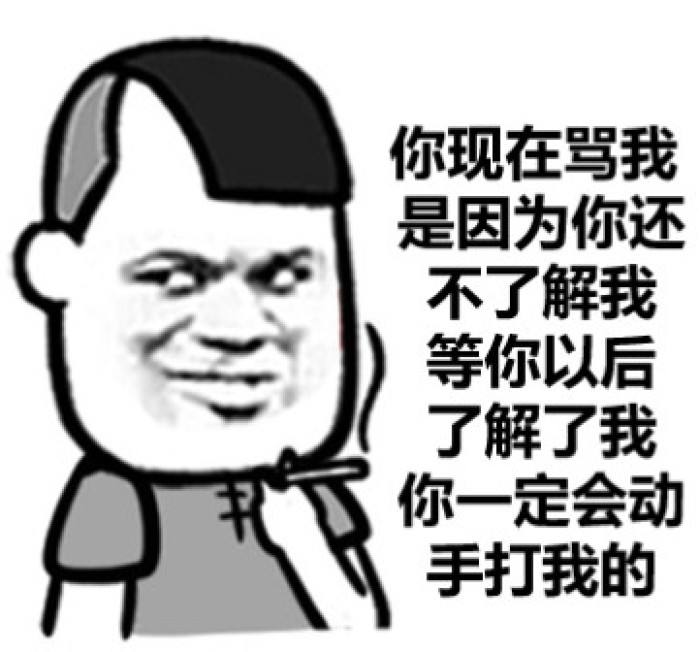 你现在骂我
是因为你还
不了解我
等你以后
了解了我
你一定会动
手打我的